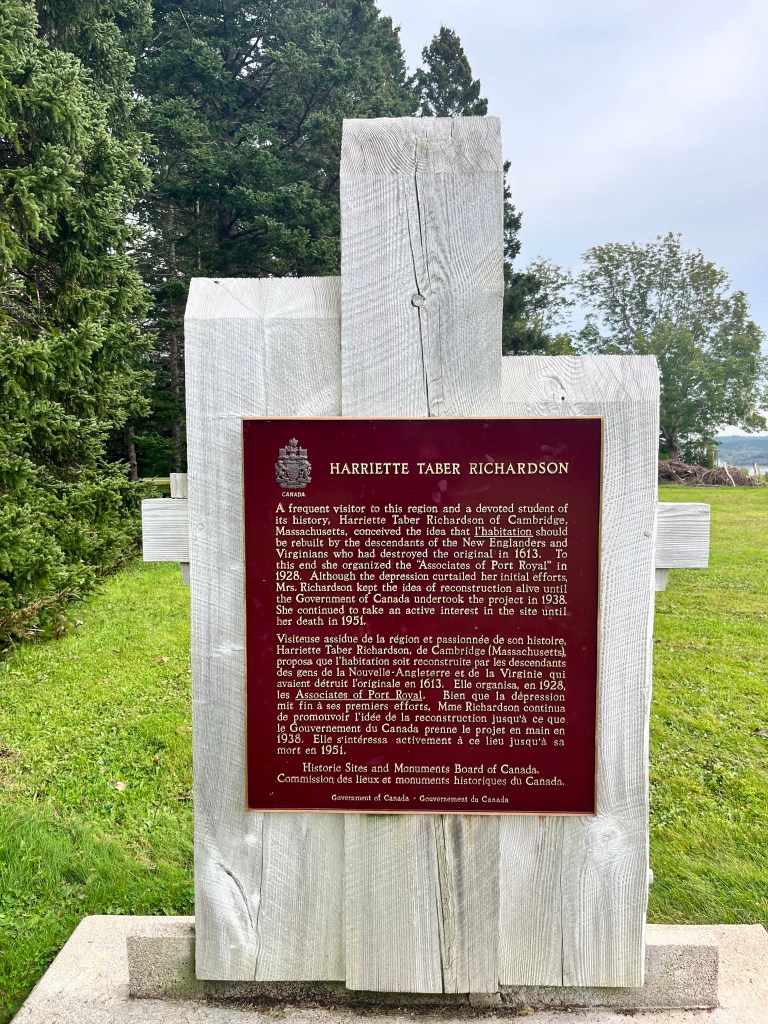 CANADA
HARRIETTE TABER RICHARDSON
A frequent visitor to this region and a devoted student of
its history, Harriette Taber Richardson of Cambridge,
Massachusetts, conceived the idea that l'habitation should
be rebuilt by the descendants of the New Englanders and
Virginians who had destroyed the original in 1613. To
this end she organized the "Associates of Port Royal" in
1928. Although the depression curtailed her initial efforts,
Mrs. Richardson kept the idea of reconstruction alive until
the Government of Canada undertook the project in 1938.
She continued to take an active interest in the site until
her death in 1951.
Visiteuse assidue de la région et passionnée de son histoire,
Harriette Taber Richardson, de Cambridge (Massachusetts),
proposa que l'habitation soit reconstruite par les descendants
des gens de la Nouvelle-Angleterre et de la Virginie qui
avaient détruit l'originale en 1613. Elle organisa, en 1928,
les Associates of Port Royal. Bien que la dépression
mit fin à ses premiers efforts, Mme Richardson continua
de promouvoir l'idée de la reconstruction jusqu'à ce que
le Gouvernement du Canada prenne le projet en main en
1938. Elle s'intéressa activement à ce lieu jusqu'à sa
mort en 1951.
Historic Sites and Monuments Board of Canada.
Commission des lieux et monuments historiques du Canada.
Government of Canada · Gouvernement du Canada